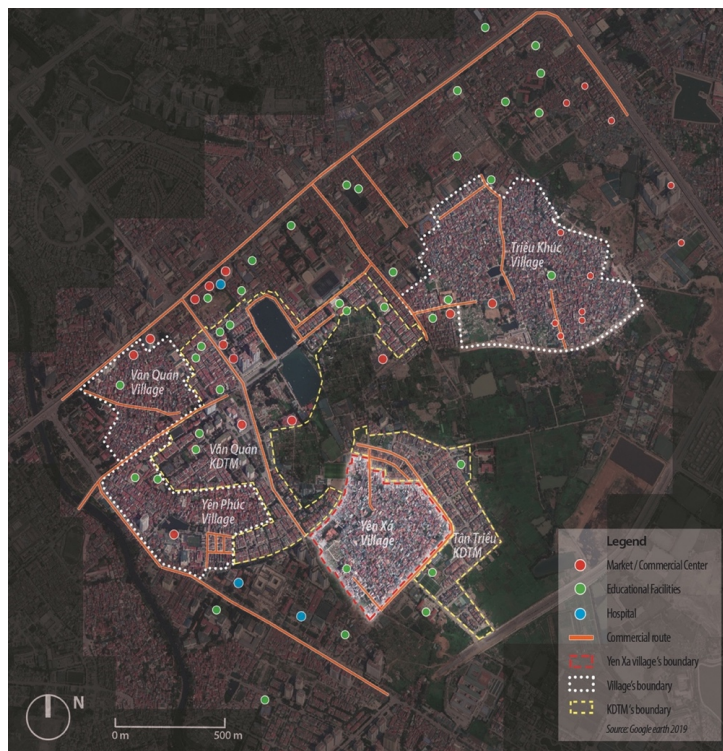 Triều Khúc
Village
Văn Quán
Village
Văn Quán
KDTM
Yên Phúc
Village
Yên Xá
Village
Tân Triều
KDTM
Legend
Market / Commercial Center
Educational Facilities
Hospital
Commercial route
Yen Xa village's boundary
Village's boundary
KDTM's boundary
Source: Google earth 2019
N
0 m
500 m